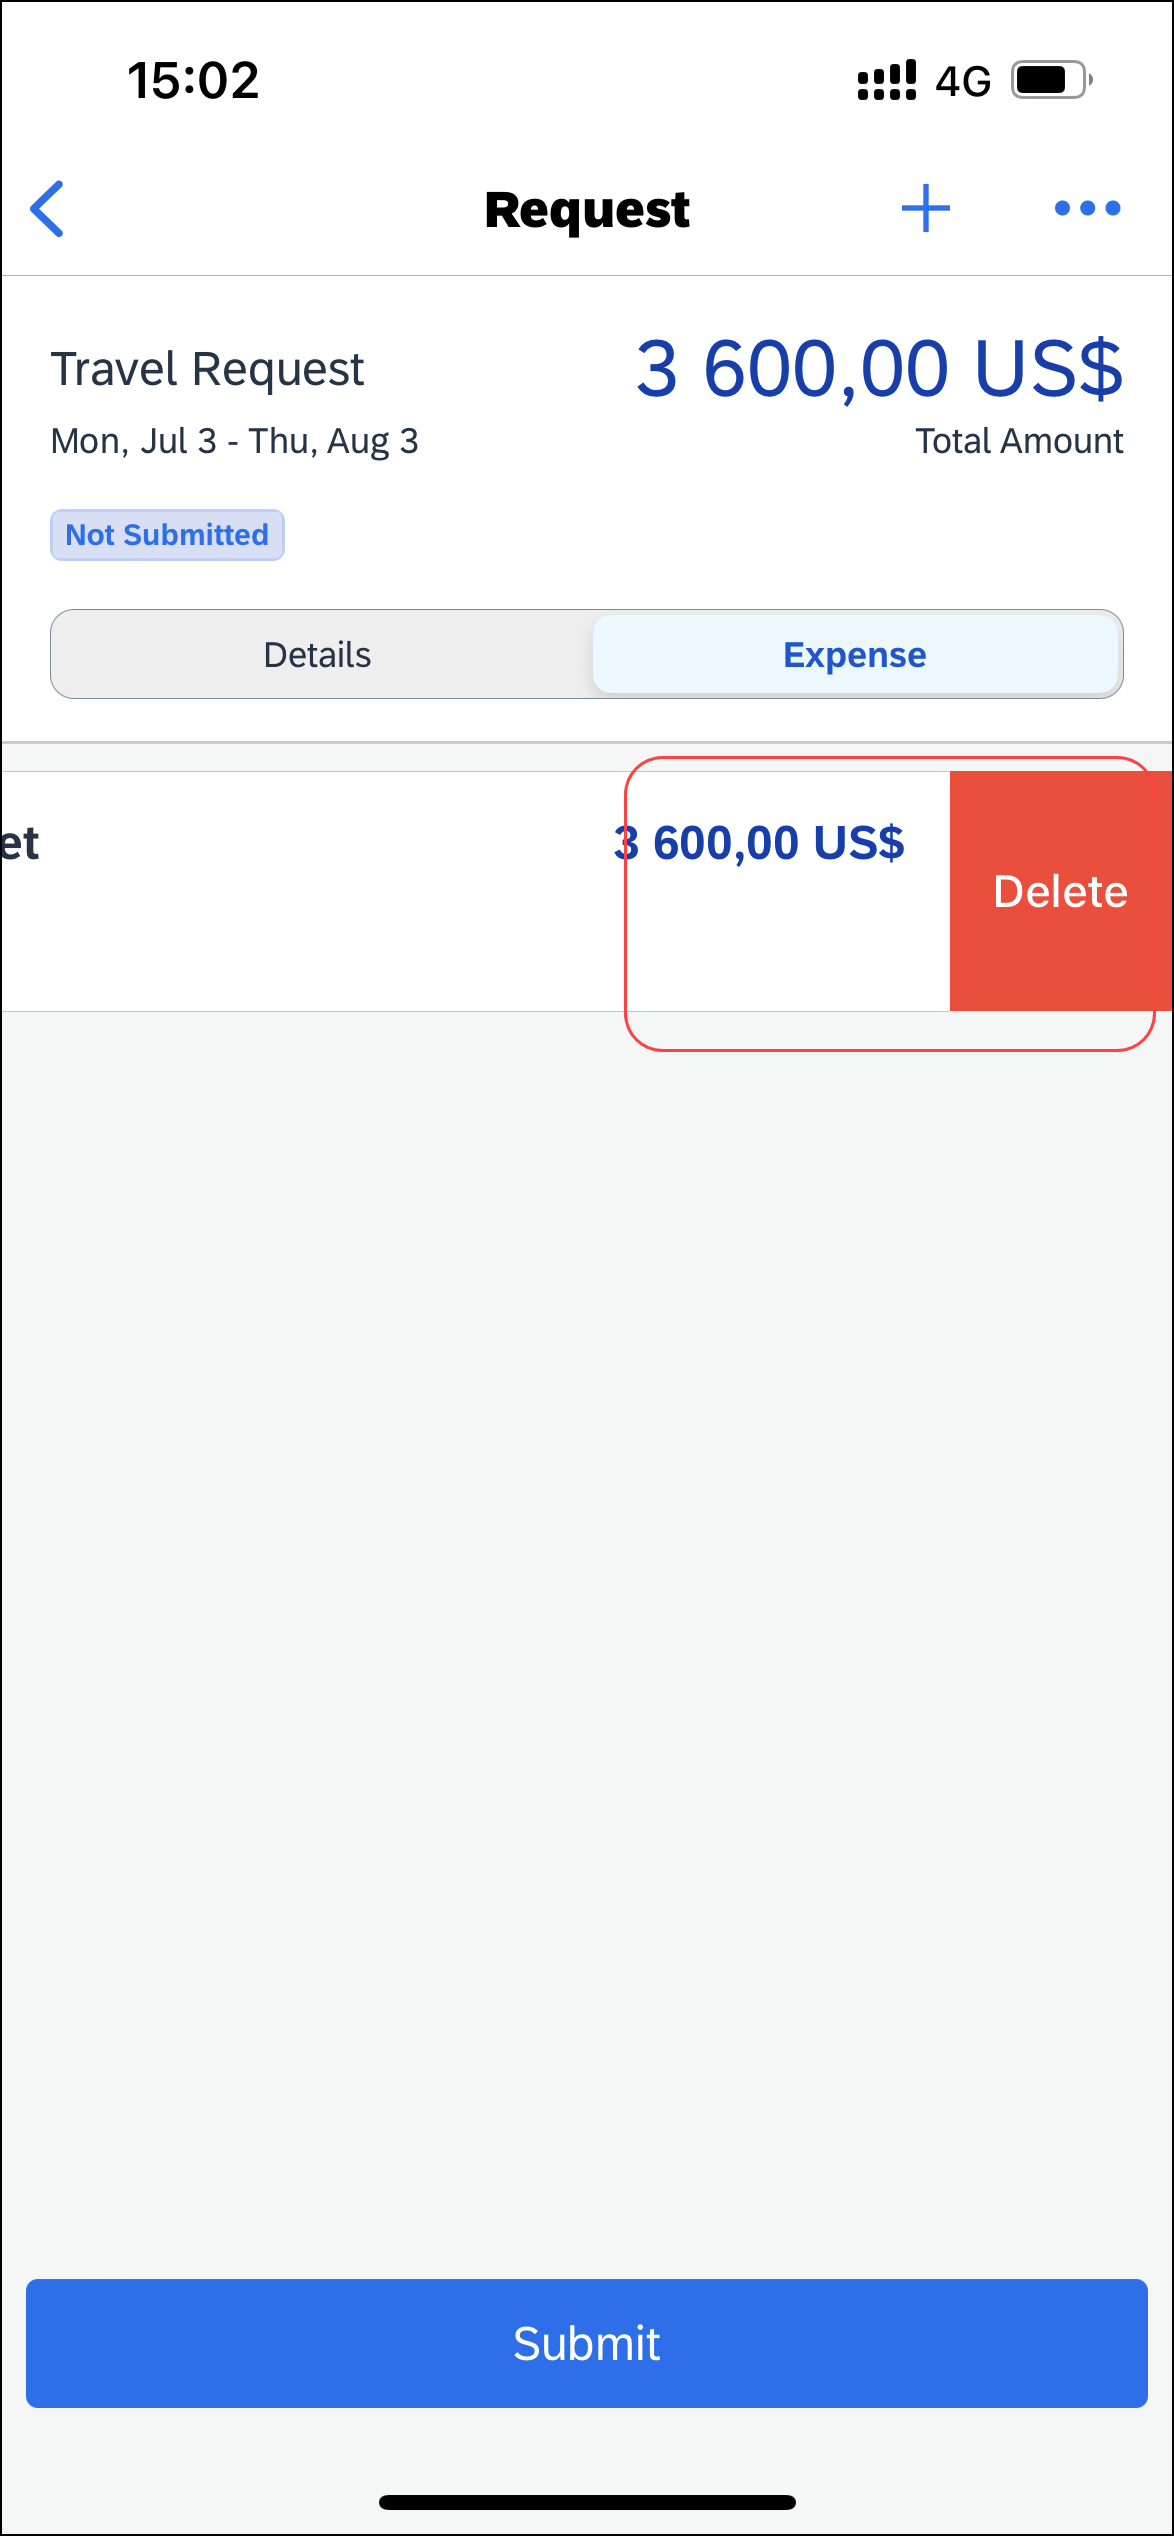 15:02 4G
Request
Travel Request 3 600,00 US$
Mon, Jul 3 - Thu, Aug 3 Total Amount
Not Submitted
Details Expense
et 3 600,00 US$
Delete
Submit